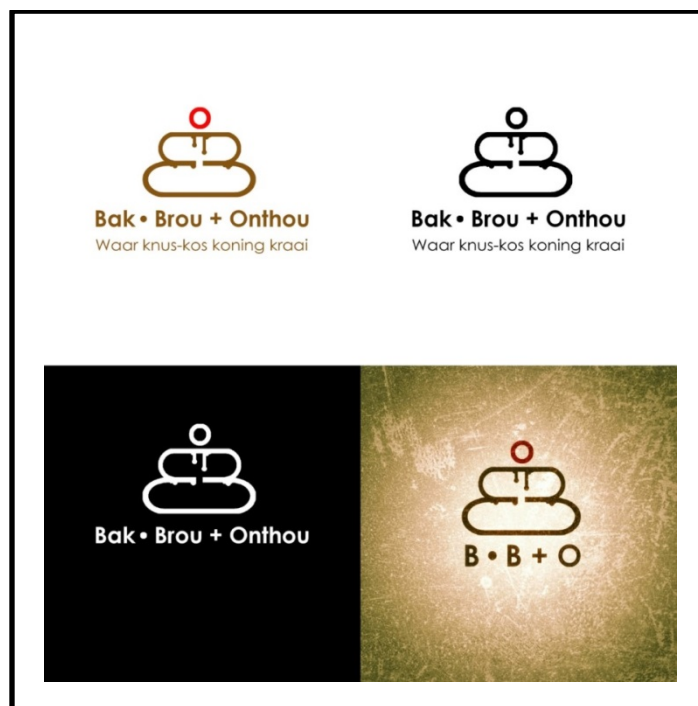 Bak • Brou + Onthou
Waar knus-kos koning kraai
Bak • Brou + Onthou
Waar knus-kos koning kraai
Bak • Brou + Onthou
B • B + O